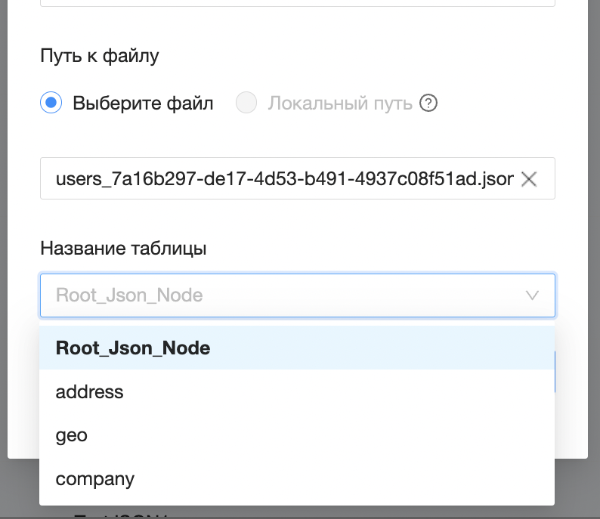 Путь к файлу
Выберите файл Локальный путь ?
users_7a16b297-de17-4d53-b491-4937c08f51ad.json
Название таблицы
Root_Json_Node
Root_Json_Node
address
geo
company